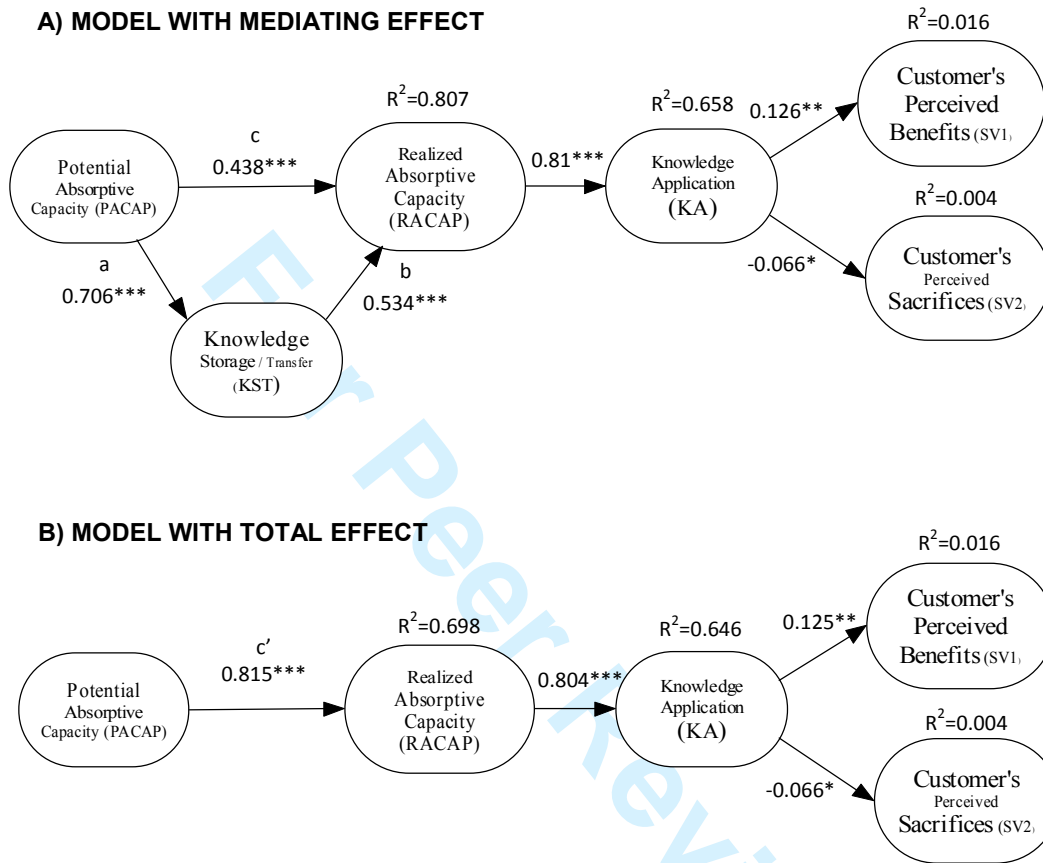 A) MODEL WITH MEDIATING EFFECT
R²=0.016
Customer's
Perceived
Benefits (SV1)
R²=0.807
R²=0.658
0.126**
c
0.438***
Potential
Absorptive
Capacity (PACAP)
Realized
Absorptive
Capacity
(RACAP)
0.81***
Knowledge
Application
(KA)
R²=0.004
-0.066*
Customer's
Perceived
Sacrifices (SV2)
a
0.706***
b
0.534***
Knowledge
Storage / Transfer
(KST)
B) MODEL WITH TOTAL EFFECT
R²=0.016
Customer's
Perceived
Benefits (SV1)
R²=0.698
R²=0.646
0.125**
c'
0.815***
Potential
Absorptive
Capacity (PACAP)
Realized
Absorptive
Capacity
(RACAP)
0.804***
Knowledge
Application
(KA)
R²=0.004
-0.066*
Customer's
Perceived
Sacrifices (SV2)
For Peer Revi